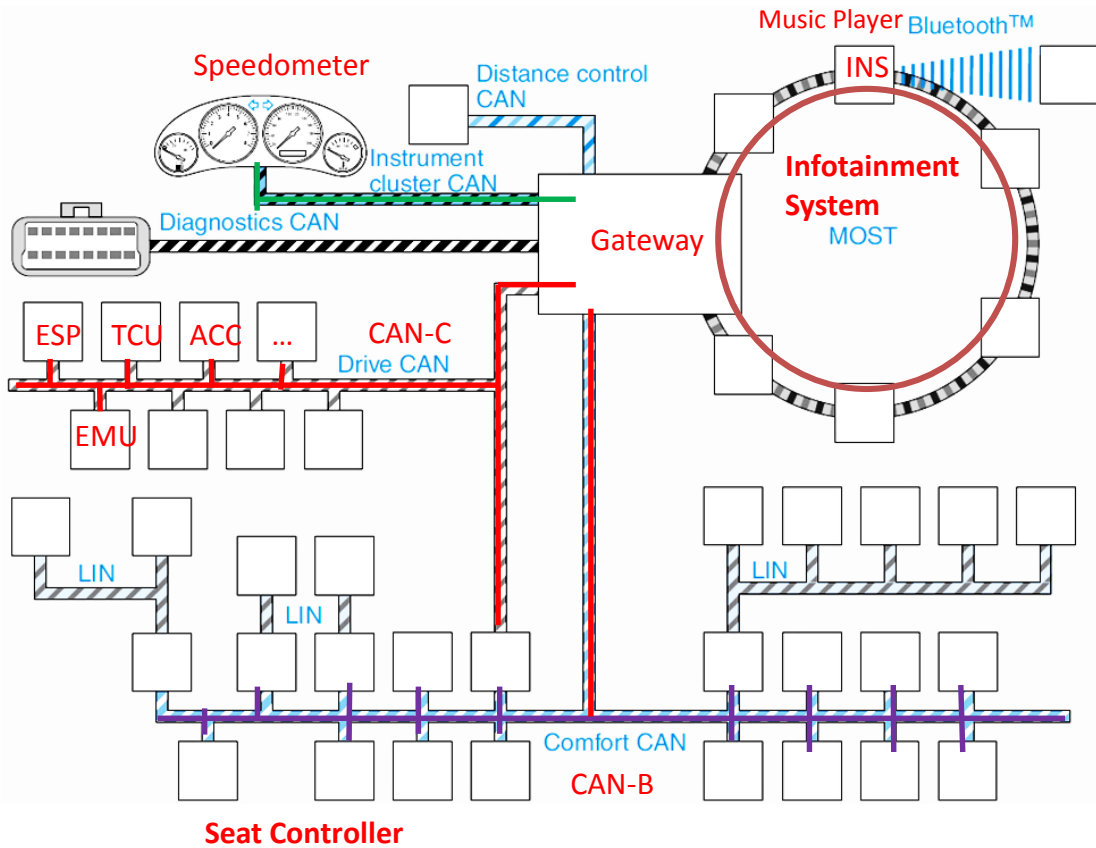 Music Player
Bluetooth™
Speedometer
Distance control
CAN
INS
Instrument
cluster CAN
Infotainment
System
MOST
Diagnostics CAN
Gateway
ESP
TCU
ACC
...
CAN-C
Drive CAN
EMU
LIN
LIN
LIN
Comfort CAN
CAN-B
Seat Controller